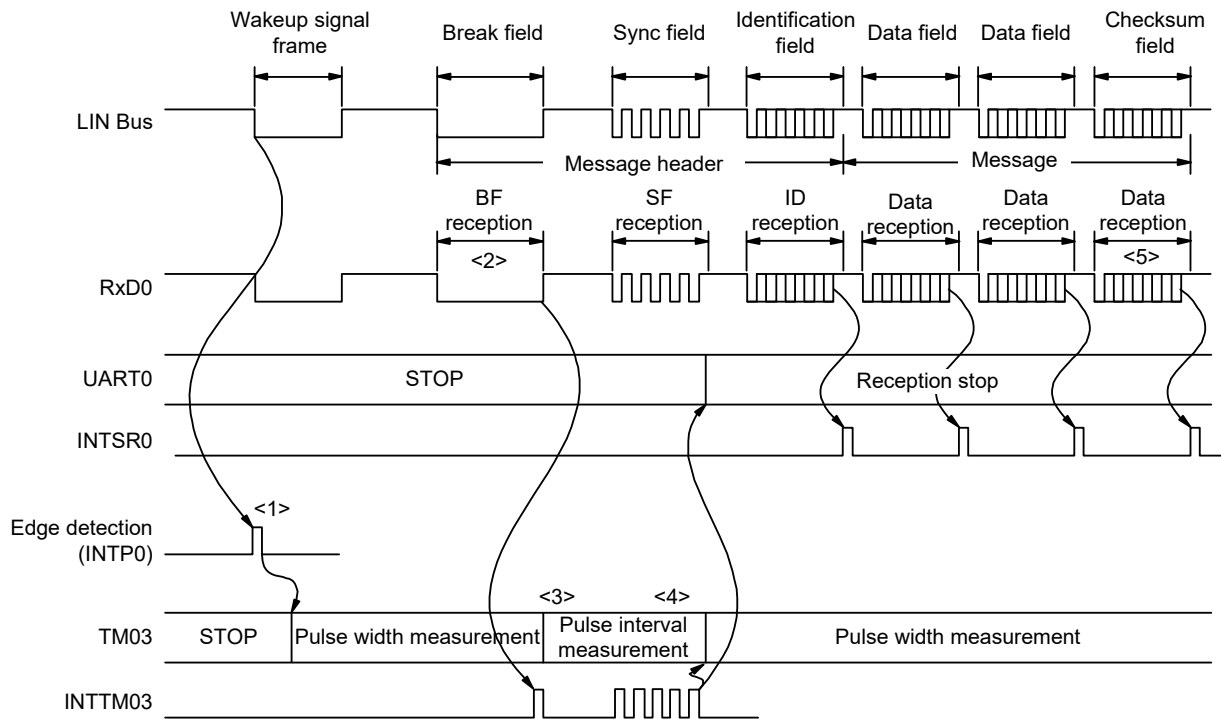 Wakeup signal
frame
Break field
Sync field
Identification
field
Data field
Data field
Checksum
field
LIN Bus
Message header
Message
BF
reception
SF
reception
ID
reception
Data
reception
Data
reception
Data
reception
<2>
<5>
RxD0
UART0
STOP
Reception stop
INTSR0
<1>
Edge detection
(INTP0)
<3>
<4>
TM03
STOP
Pulse width measurement
Pulse interval
measurement
Pulse width measurement
INTTM03